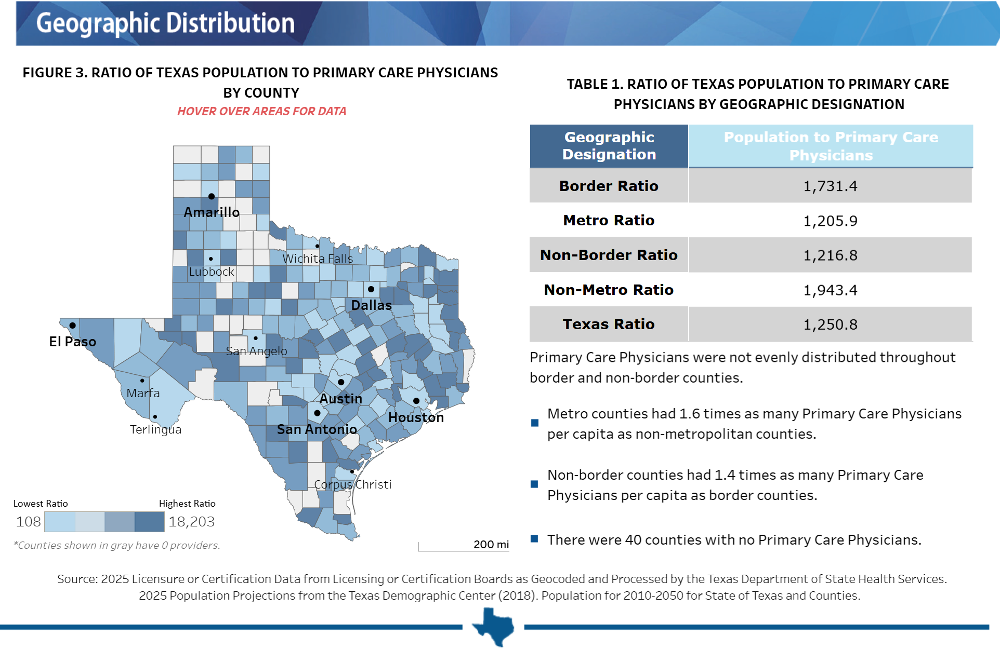 Geographic Distribution
FIGURE 3. RATIO OF TEXAS POPULATION TO PRIMARY CARE PHYSICIANS
BY COUNTY
HOVER OVER AREAS FOR DATA
Amarillo
Wichita Falls
Lubbock
Dallas
El Paso
San Angelo
Marfa
Austin
Houston
San Antonio
Terlingua
Corpus Christi
Lowest Ratio
Highest Ratio
108
18,203
*Counties shown in gray have 0 providers.
200 mi
TABLE 1. RATIO OF TEXAS POPULATION TO PRIMARY CARE
PHYSICIANS BY GEOGRAPHIC DESIGNATION
Geographic
Designation
Population to Primary Care
Physicians
Border Ratio
1,731.4
Metro Ratio
1,205.9
Non-Border Ratio
1,216.8
Non-Metro Ratio
1,943.4
Texas Ratio
1,250.8
Primary Care Physicians were not evenly distributed throughout
border and non-border counties.
Metro counties had 1.6 times as many Primary Care Physicians
per capita as non-metropolitan counties.
Non-border counties had 1.4 times as many Primary Care
Physicians per capita as border counties.
There were 40 counties with no Primary Care Physicians.
Source: 2025 Licensure or Certification Data from Licensing or Certification Boards as Geocoded and Processed by the Texas Department of State Health Services.
2025 Population Projections from the Texas Demographic Center (2018). Population for 2010-2050 for State of Texas and Counties.